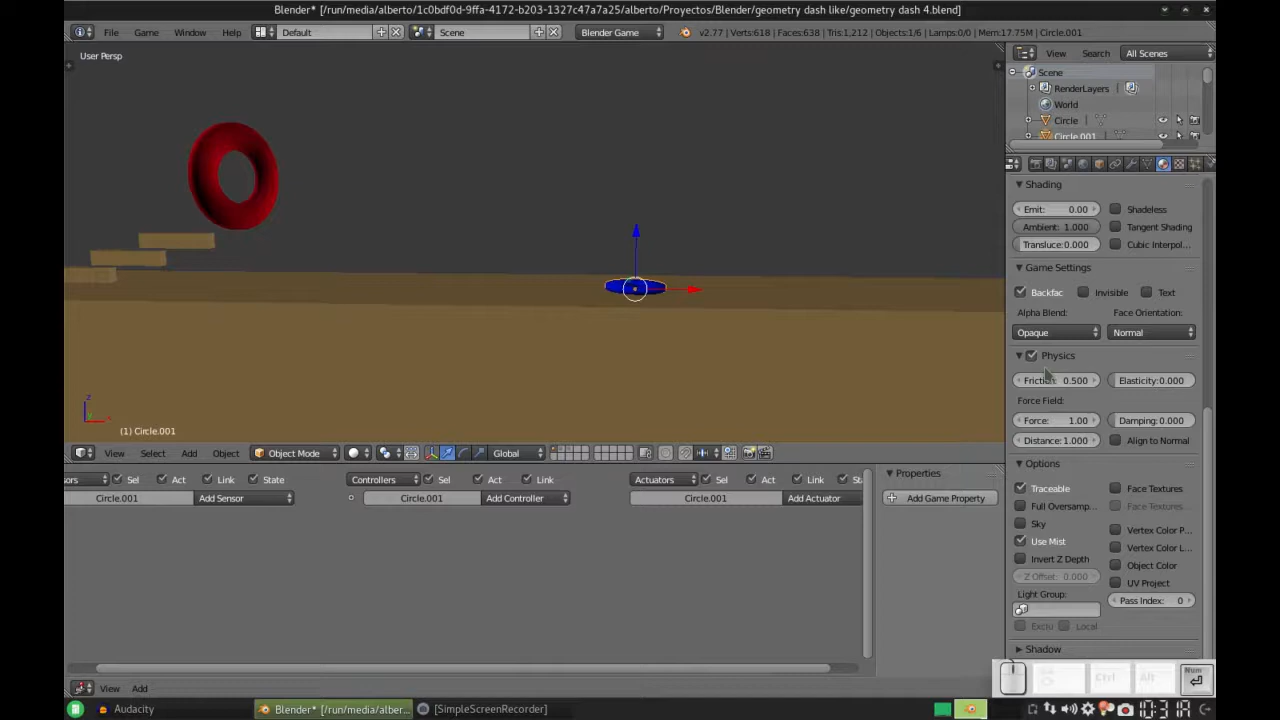 Blender* [/run/media/alberto/1c0bdf0d-9ffa-4172-b203-1327c47a7a25/alberto/Proyectos/Blender/geometry dash like/geometry dash 4.blend]
File Game Window Help Default Scene Blender Game v2.77 | Verts:618 | Faces:638 | Tris:1,212 | Objects:1/6 | Lamps:0/0 | Mem:17.75M | Circle.001
View Search All Scenes
User Persp
Scene
RenderLayers
World
Circle
Circle.001
Shading
Emit: 0.00 Shadeless
Ambient: 1.000 Tangent Shading
Transluce:0.000 Cubic Interpol...
Game Settings
Backfac Invisible Text
Alpha Blend: Face Orientation:
Opaque Normal
Physics
0.500 Elasticity:0.000
Force Field:
Force: 1.00 Damping:0.000
Distance:1.000 Align to Normal
Options
Traceable Face Textures
Full Oversamp... Face Textures...
Sky
Vertex Color P...
Use Mist
Vertex Color L...
Invert Z Depth Object Color
Z Offset: 0.000 UV Project
Light Group: Pass Index: 0
Exclu Local
Shadow
z
x
(1) Circle.001
View Select Add Object Object Mode Global
Sel Act Link State Controllers Sel Act Link Actuators Sel Act Link Sta
Circle.001 Add Sensor Circle.001 Add Controller Circle.001 Add Actuator
Properties
Add Game Property
View Add
Ctrl Alt Num
Audacity Blender* [/run/media/alber... [SimpleScreenRecorder]